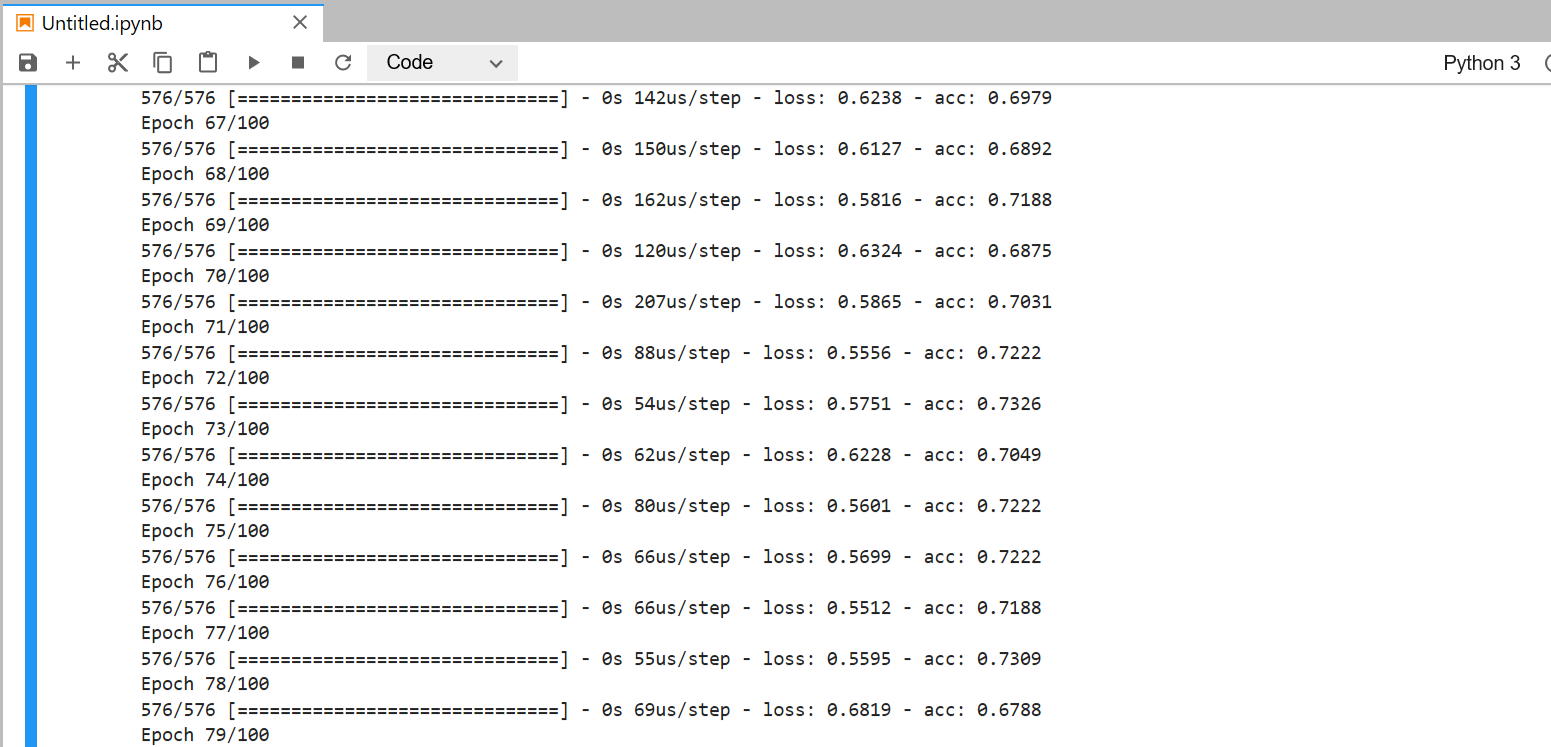 Untitled.ipynb
Code
Python 3
576/576 [==============================] - 0s 142us/step - loss: 0.6238 - acc: 0.6979
Epoch 67/100
576/576 [==============================] - 0s 150us/step - loss: 0.6127 - acc: 0.6892
Epoch 68/100
576/576 [==============================] - 0s 162us/step - loss: 0.5816 - acc: 0.7188
Epoch 69/100
576/576 [==============================] - 0s 120us/step - loss: 0.6324 - acc: 0.6875
Epoch 70/100
576/576 [==============================] - 0s 207us/step - loss: 0.5865 - acc: 0.7031
Epoch 71/100
576/576 [==============================] - 0s 88us/step - loss: 0.5556 - acc: 0.7222
Epoch 72/100
576/576 [==============================] - 0s 54us/step - loss: 0.5751 - acc: 0.7326
Epoch 73/100
576/576 [==============================] - 0s 62us/step - loss: 0.6228 - acc: 0.7049
Epoch 74/100
576/576 [==============================] - 0s 80us/step - loss: 0.5601 - acc: 0.7222
Epoch 75/100
576/576 [==============================] - 0s 66us/step - loss: 0.5699 - acc: 0.7222
Epoch 76/100
576/576 [==============================] - 0s 66us/step - loss: 0.5512 - acc: 0.7188
Epoch 77/100
576/576 [==============================] - 0s 55us/step - loss: 0.5595 - acc: 0.7309
Epoch 78/100
576/576 [==============================] - 0s 69us/step - loss: 0.6819 - acc: 0.6788
Epoch 79/100